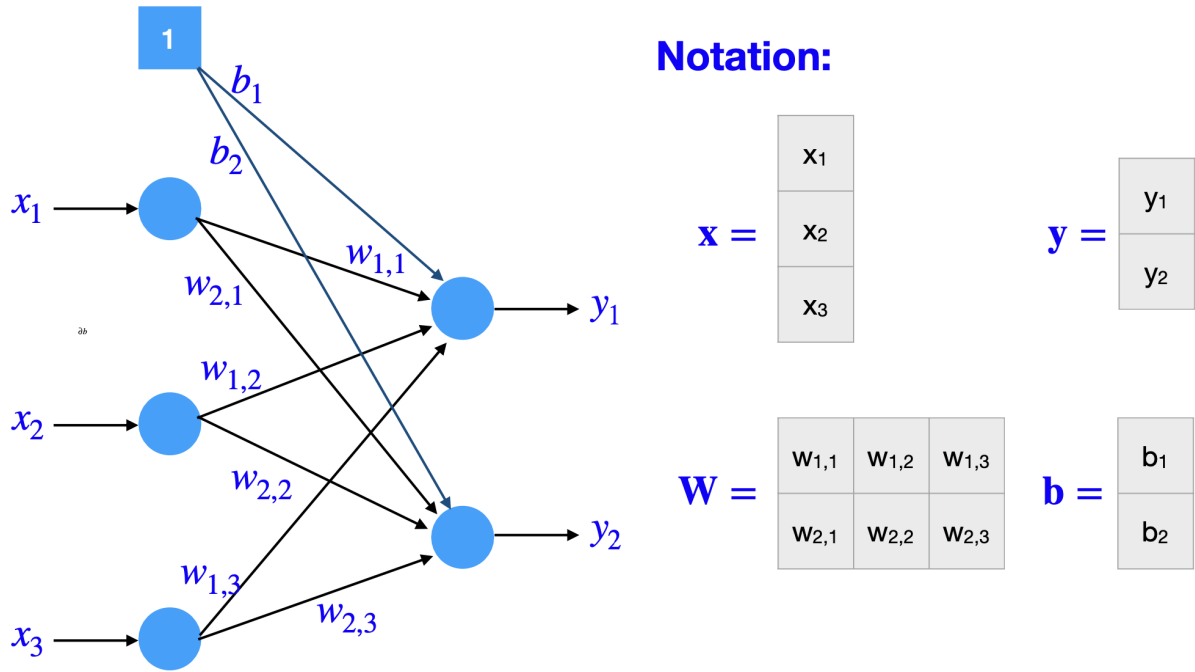 1
Notation:
b₁
b₂
x₁
w₁,₁
w₂,₁
y₁
∂b
w₁,₂
x₂
w₂,₂
y₂
w₁,₃
w₂,₃
x₃
x =
x₁
x₂
x₃
y =
y₁
y₂
W =
w₁,₁ w₁,₂ w₁,₃
w₂,₁ w₂,₂ w₂,₃
b =
b₁
b₂